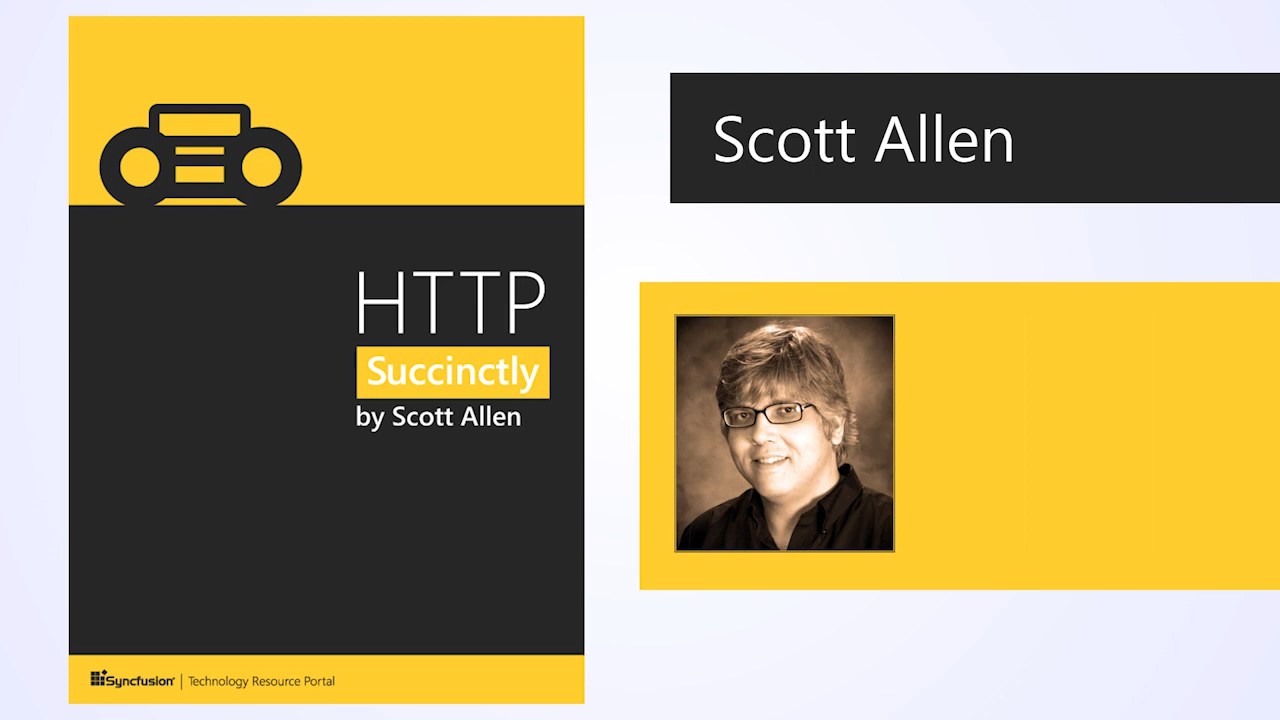 HTTP
Succinctly
by Scott Allen
Syncfusion | Technology Resource Portal
Scott Allen